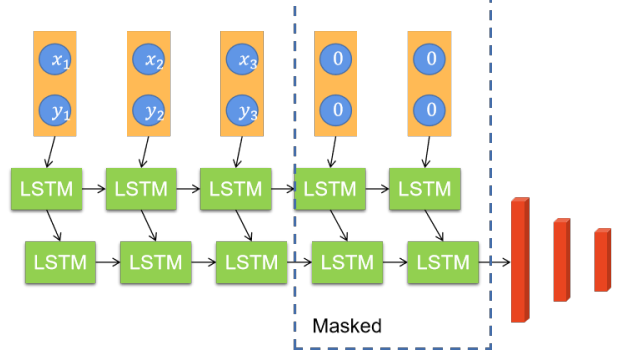 x₁ x₂ x₃ 0 0
y₁ y₂ y₃ 0 0
LSTM LSTM LSTM LSTM LSTM
LSTM LSTM LSTM LSTM LSTM
Masked